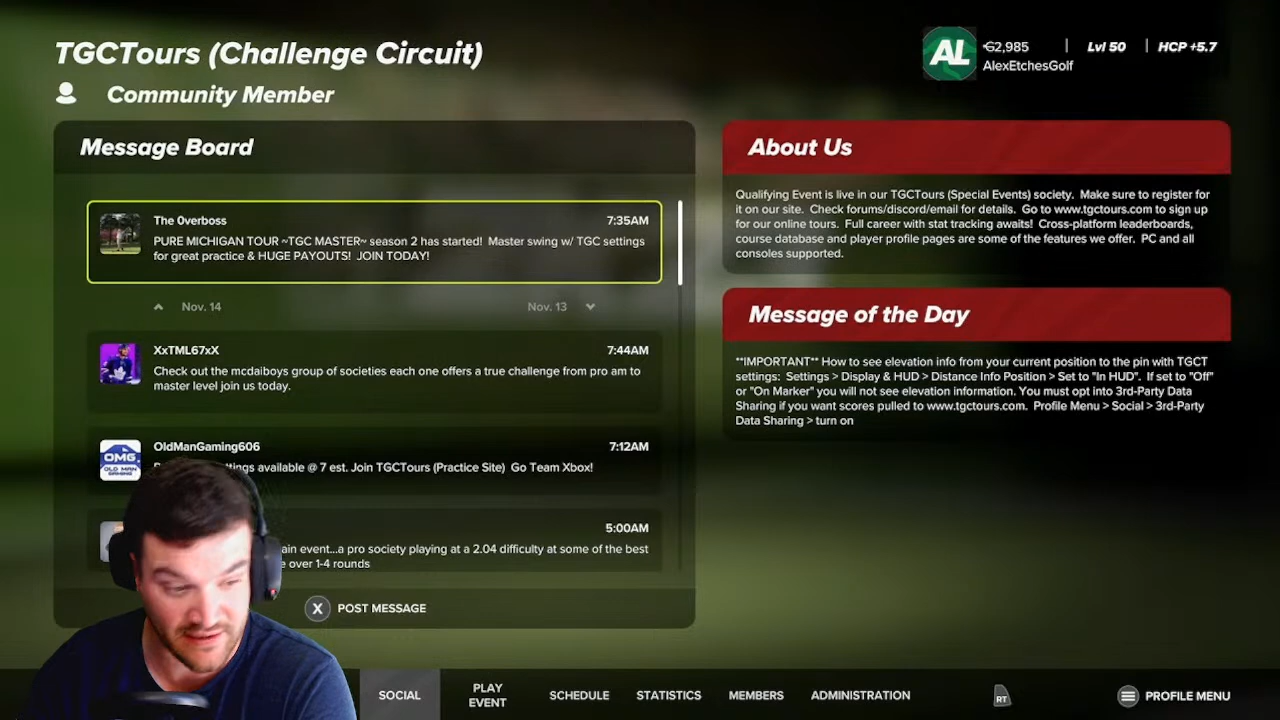 TGCTours (Challenge Circuit)
Community Member
AL
2,985
Lvl 50
HCP +5.7
AlexEtchesGolf
Message Board
The 0verboss
7:35AM
PURE MICHIGAN TOUR ~TGC MASTER~ season 2 has started! Master swing w/ TGC settings
for great practice & HUGE PAYOUTS! JOIN TODAY!
Nov. 14
Nov. 13
XxTML67xX
7:44AM
Check out the mcdaiboys group of societies each one offers a true challenge from pro am to
master level join us today.
OldManGaming606
7:12AM
OMG
OLD MAN
GAMING
available @ 7 est. Join TGCTours (Practice Site) Go Team Xbox!
5:00AM
event...a pro society playing at a 2.04 difficulty at some of the best
over 1-4 rounds
X POST MESSAGE
About Us
Qualifying Event is live in our TGCTours (Special Events) society. Make sure to register for
it on our site. Check forums/discord/email for details. Go to www.tgctours.com to sign up
for our online tours. Full career with stat tracking awaits! Cross-platform leaderboards,
course database and player profile pages are some of the features we offer. PC and all
consoles supported.
Message of the Day
**IMPORTANT** How to see elevation info from your current position to the pin with TGCT
settings: Settings > Display & HUD > Distance Info Position > Set to "In HUD". If set to "Off"
or "On Marker" you will not see elevation information. You must opt into 3rd-Party Data
Sharing if you want scores pulled to www.tgctours.com. Profile Menu > Social > 3rd-Party
Data Sharing > turn on
SOCIAL
PLAY
EVENT
SCHEDULE
STATISTICS
MEMBERS
ADMINISTRATION
RT
PROFILE MENU